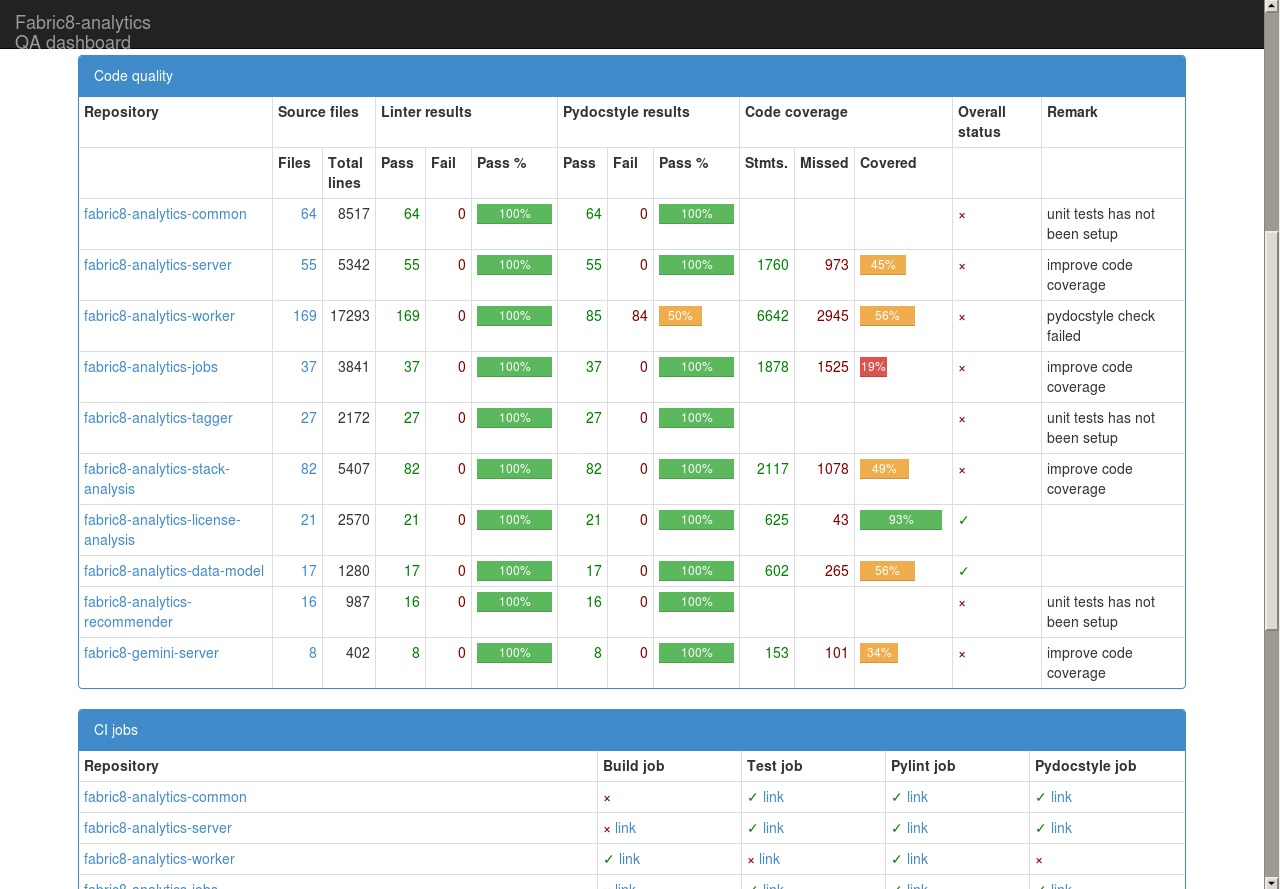 Fabric8-analytics
QA dashboard
Code quality
Repository Source files Linter results Pydocstyle results Code coverage Overall status Remark
Files Total lines Pass Fail Pass % Pass Fail Pass % Stmts. Missed Covered
fabric8-analytics-common 64 8517 64 0 100% 64 0 100% × unit tests has not been setup
fabric8-analytics-server 55 5342 55 0 100% 55 0 100% 1760 973 45% × improve code coverage
fabric8-analytics-worker 169 17293 169 0 100% 85 84 50% 6642 2945 56% × pydocstyle check failed
fabric8-analytics-jobs 37 3841 37 0 100% 37 0 100% 1878 1525 19% × improve code coverage
fabric8-analytics-tagger 27 2172 27 0 100% 27 0 100% × unit tests has not been setup
fabric8-analytics-stack-analysis 82 5407 82 0 100% 82 0 100% 2117 1078 49% × improve code coverage
fabric8-analytics-license-analysis 21 2570 21 0 100% 21 0 100% 625 43 93% ✓
fabric8-analytics-data-model 17 1280 17 0 100% 17 0 100% 602 265 56% ✓
fabric8-analytics-recommender 16 987 16 0 100% 16 0 100% × unit tests has not been setup
fabric8-gemini-server 8 402 8 0 100% 8 0 100% 153 101 34% × improve code coverage
CI jobs
Repository Build job Test job Pylint job Pydocstyle job
fabric8-analytics-common × ✓ link ✓ link ✓ link
fabric8-analytics-server × link ✓ link ✓ link ✓ link
fabric8-analytics-worker ✓ link × link ✓ link ×
fabric8-analytics-jobs link link link link